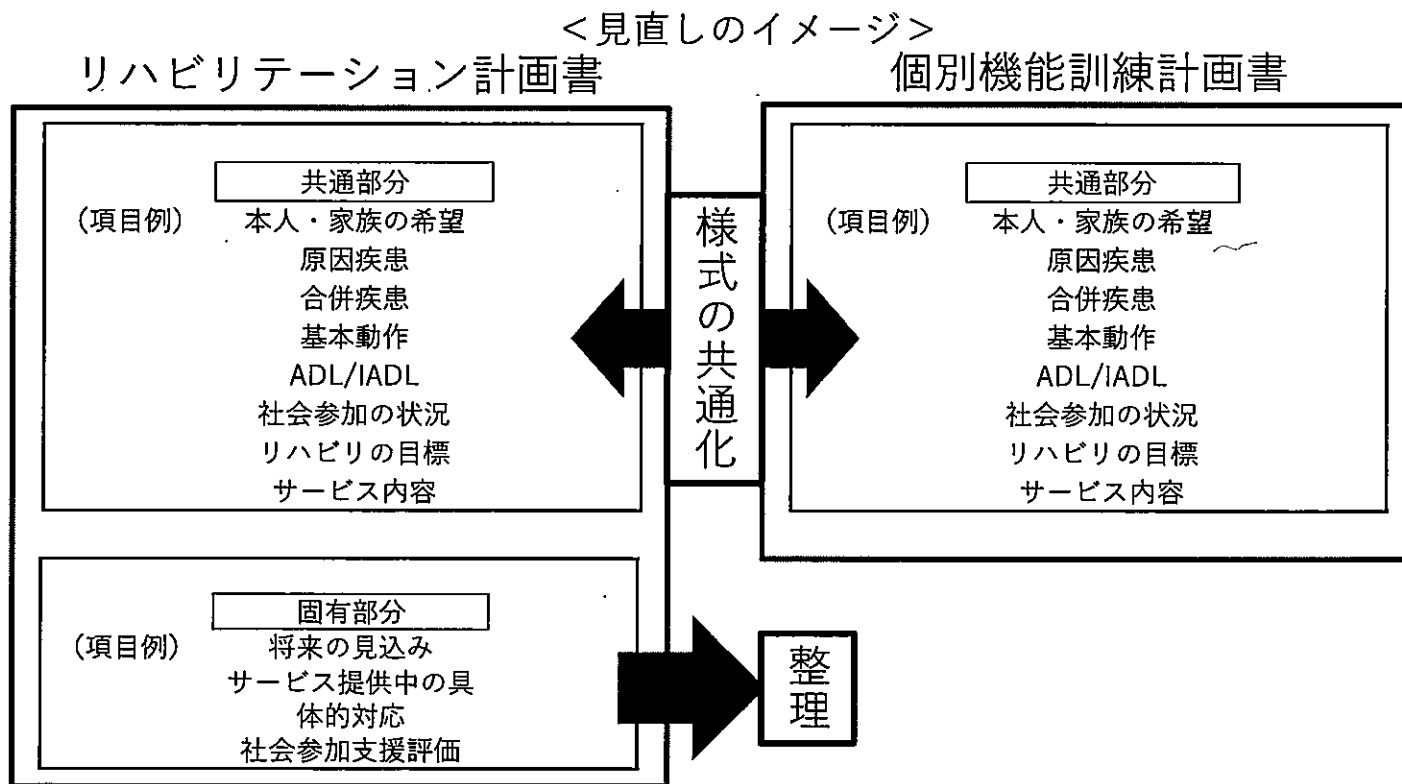 ＜見直しのイメージ＞
リハビリテーション計画書
共通部分
（項目例）
本人・家族の希望
原因疾患
合併疾患
基本動作
ADL/IADL
社会参加の状況
リハビリの目標
サービス内容
固有部分
（項目例）
将来の見込み
サービス提供中の具
体的対応
社会参加支援評価
様式の共通化
整理
個別機能訓練計画書
共通部分
（項目例）
本人・家族の希望
原因疾患
合併疾患
基本動作
ADL/IADL
社会参加の状況
リハビリの目標
サービス内容